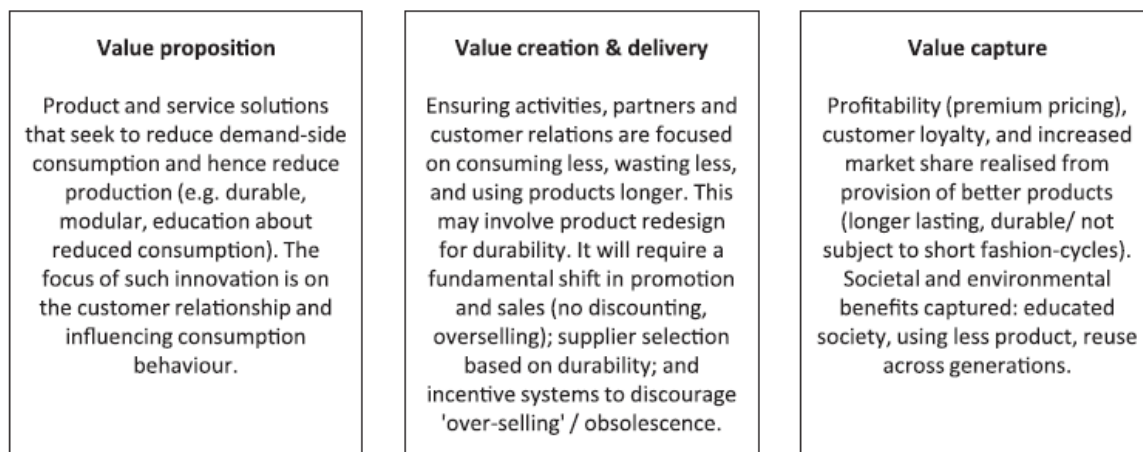 Value proposition
Product and service solutions
that seek to reduce demand-side
consumption and hence reduce
production (e.g. durable,
modular, education about
reduced consumption). The
focus of such innovation is on
the customer relationship and
influencing consumption
behaviour.
Value creation & delivery
Ensuring activities, partners and
customer relations are focused
on consuming less, wasting less,
and using products longer. This
may involve product redesign
for durability. It will require a
fundamental shift in promotion
and sales (no discounting,
overselling); supplier selection
based on durability; and
incentive systems to discourage
'over-selling' / obsolescence.
Value capture
Profitability (premium pricing),
customer loyalty, and increased
market share realised from
provision of better products
(longer lasting, durable/ not
subject to short fashion-cycles).
Societal and environmental
benefits captured: educated
society, using less product, reuse
across generations.